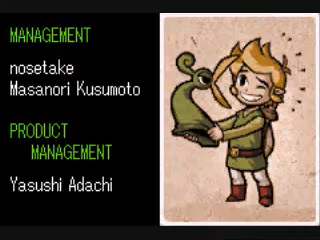 MANAGEMENT
nosetake
Masanori Kusumoto
PRODUCT
MANAGEMENT
Yasushi Adachi